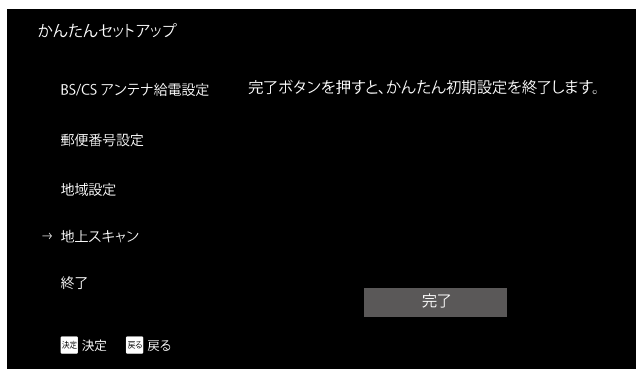 かんたんセットアップ
BS/CS アンテナ給電設定
完了ボタンを押すと、かんたん初期設定を終了します。
郵便番号設定
地域設定
→ 地上スキャン
終了
完了
決定 決定 戻る 戻る